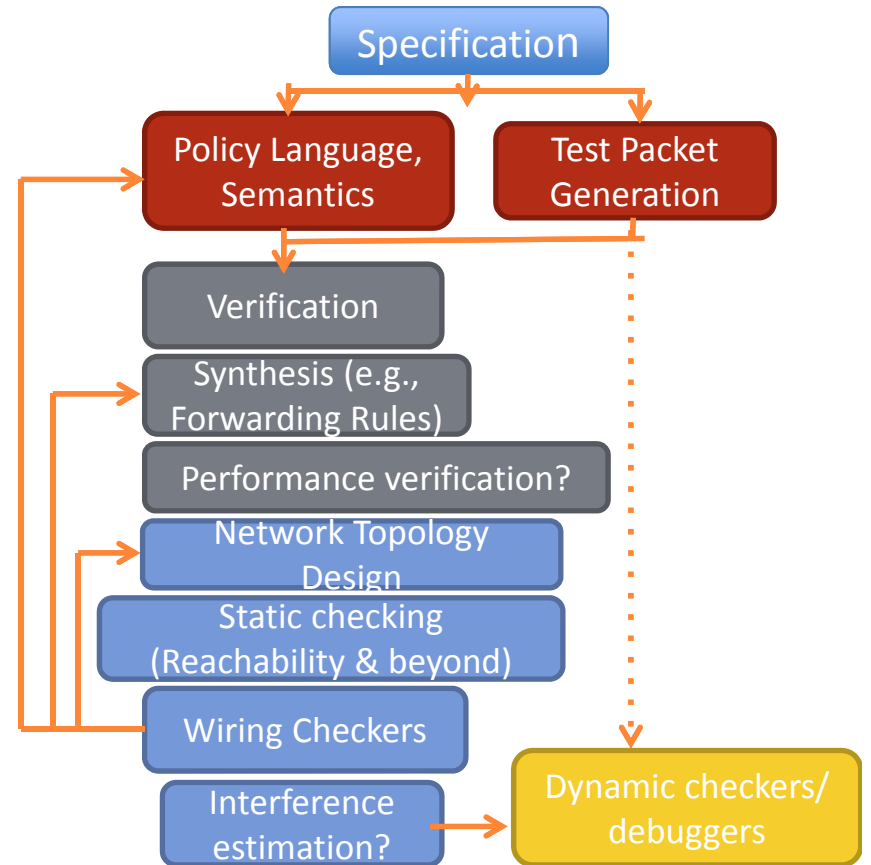 Specification
Policy Language,
Semantics
Test Packet
Generation
Verification
Synthesis (e.g.,
Forwarding Rules)
Performance verification?
Network Topology
Design
Static checking
(Reachability & beyond)
Wiring Checkers
Interference
estimation?
Dynamic checkers/
debuggers